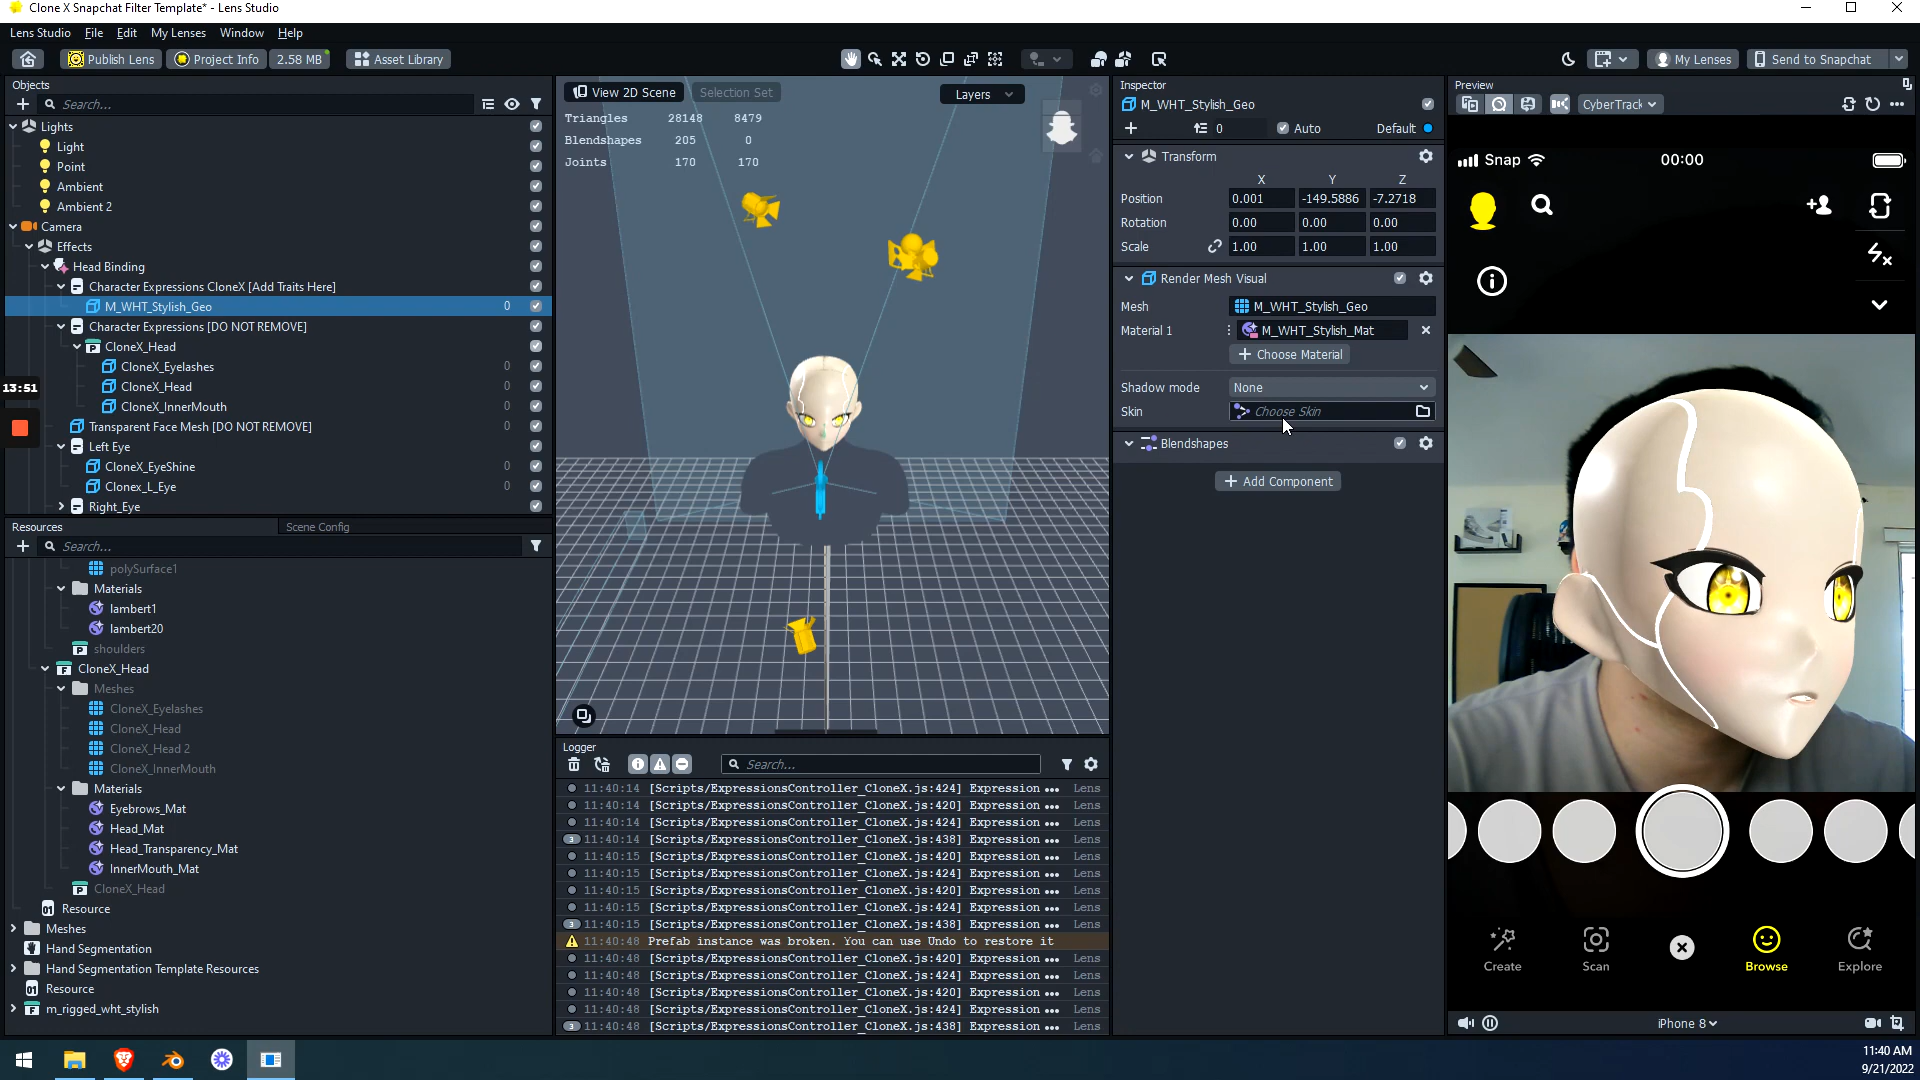 Clone X Snapchat Filter Template* - Lens Studio
Lens Studio File Edit My Lenses Window Help
Publish Lens Project Info 2.58 MB Asset Library My Lenses Send to Snapchat
Objects
Search...
Lights
Light
Point
Ambient
Ambient 2
Camera
Effects
Head Binding
Character Expressions CloneX [Add Traits Here]
M_WHT_Stylish_Geo 0
Character Expressions [DO NOT REMOVE]
CloneX_Head
CloneX_Eyelashes 0
CloneX_Head 0
CloneX_InnerMouth 0
Transparent Face Mesh [DO NOT REMOVE] 0
Left Eye
CloneX_EyeShine 0
Clonex_L_Eye 0
Right_Eye
13:51
Resources Scene Config
Search...
polySurface1
Materials
lambert1
lambert20
shoulders
CloneX_Head
Meshes
CloneX_Eyelashes
CloneX_Head
CloneX_Head 2
CloneX_InnerMouth
Materials
Eyebrows_Mat
Head_Mat
Head_Transparency_Mat
InnerMouth_Mat
CloneX_Head
Resource
Meshes
Hand Segmentation
Hand Segmentation Template Resources
Resource
m_rigged_wht_stylish
View 2D Scene Selection Set Layers
Triangles 28148 8479
Blendshapes 205 0
Joints 170 170
Logger
Search...
11:40:14 [Scripts/ExpressionsController_CloneX.js:424] Expression ••• Lens
11:40:14 [Scripts/ExpressionsController_CloneX.js:420] Expression ••• Lens
11:40:14 [Scripts/ExpressionsController_CloneX.js:424] Expression ••• Lens
3 11:40:14 [Scripts/ExpressionsController_CloneX.js:438] Expression ••• Lens
11:40:15 [Scripts/ExpressionsController_CloneX.js:420] Expression ••• Lens
11:40:15 [Scripts/ExpressionsController_CloneX.js:424] Expression ••• Lens
11:40:15 [Scripts/ExpressionsController_CloneX.js:420] Expression ••• Lens
11:40:15 [Scripts/ExpressionsController_CloneX.js:424] Expression ••• Lens
3 11:40:15 [Scripts/ExpressionsController_CloneX.js:438] Expression ••• Lens
11:40:48 Prefab instance was broken. You can use Undo to restore it
11:40:48 [Scripts/ExpressionsController_CloneX.js:420] Expression ••• Lens
11:40:48 [Scripts/ExpressionsController_CloneX.js:424] Expression ••• Lens
11:40:48 [Scripts/ExpressionsController_CloneX.js:420] Expression ••• Lens
11:40:48 [Scripts/ExpressionsController_CloneX.js:424] Expression ••• Lens
3 11:40:48 [Scripts/ExpressionsController_CloneX.js:438] Expression ••• Lens
Inspector
M_WHT_Stylish_Geo
0 Auto Default
Transform
X Y Z
Position 0.001 -149.5886 -7.2718
Rotation 0.00 0.00 0.00
Scale 1.00 1.00 1.00
Render Mesh Visual
Mesh M_WHT_Stylish_Geo
Material 1 M_WHT_Stylish_Mat
+ Choose Material
Shadow mode None
Skin Choose Skin
Blendshapes
+ Add Component
Preview
CyberTrack
Snap 00:00
Create Scan Browse Explore
iPhone 8
11:40 AM
9/21/2022